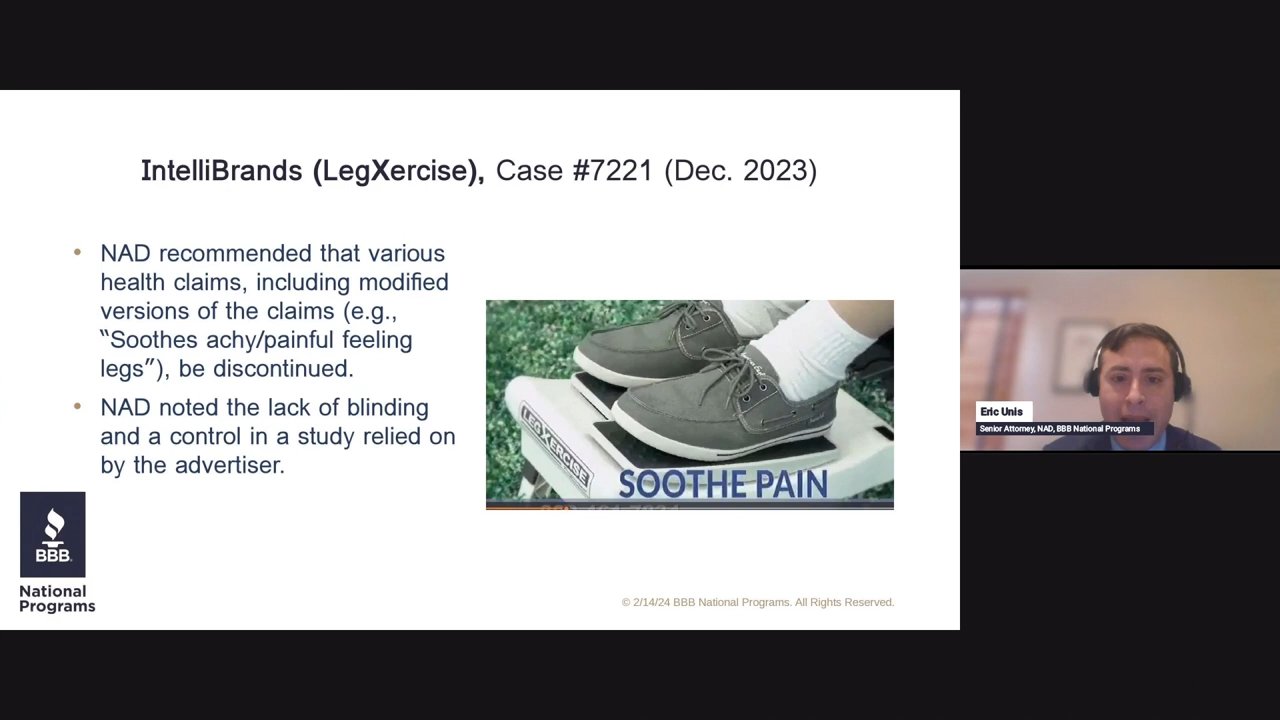 IntelliBrands (LegXercise), Case #7221 (Dec. 2023)
• NAD recommended that various
health claims, including modified
versions of the claims (e.g.,
“Soothes achy/painful feeling
legs”), be discontinued.
• NAD noted the lack of blinding
and a control in a study relied on
by the advertiser.
LEGXERCISE
SOOTHE PAIN
BBB.
National
Programs
© 2/14/24 BBB National Programs. All Rights Reserved.
Eric Unis
Senior Attorney, NAD, BBB National Programs